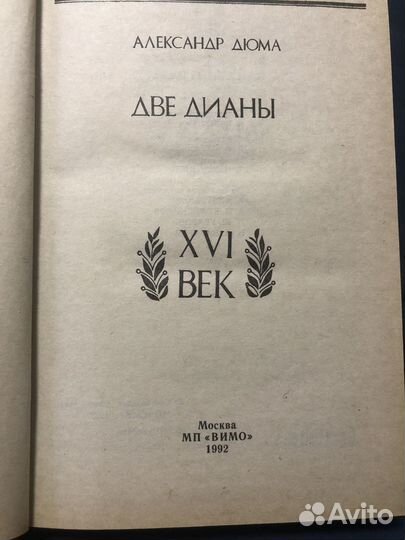 АЛЕКСАНДР ДЮМА
ДВЕ ДИАНЫ
XVI
ВЕК
Москва
МП «ВИМО»
1992
Avito